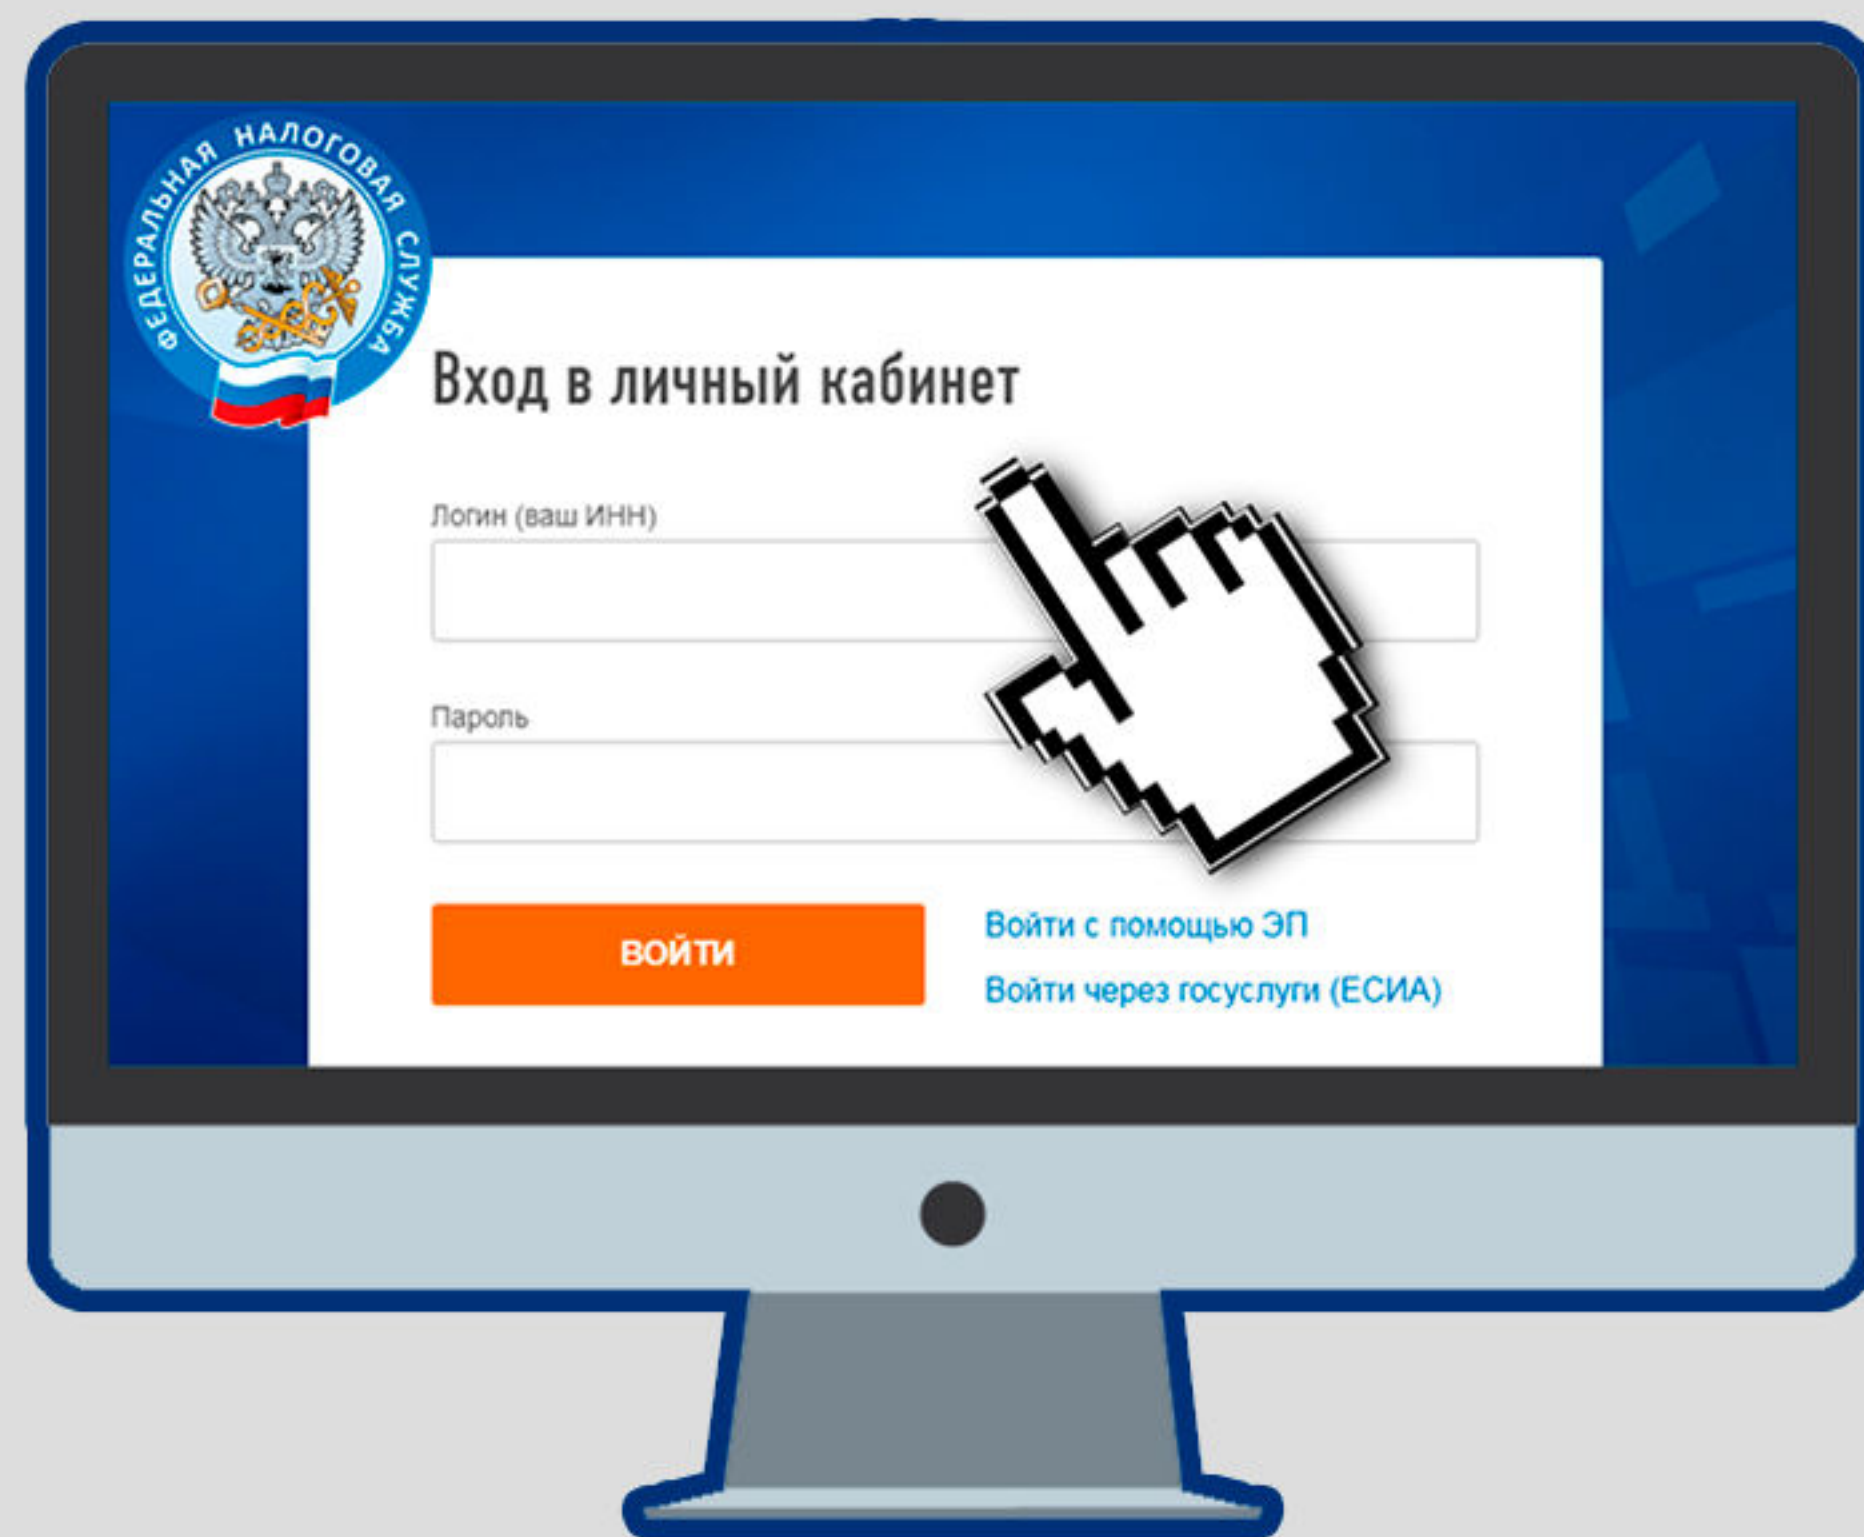 ФЕДЕРАЛЬНАЯ НАЛОГОВАЯ СЛУЖБА
Вход в личный кабинет
Логин (ваш ИНН)
Пароль
ВОЙТИ
Войти с помощью ЭП
Войти через госуслуги (ЕСИА)